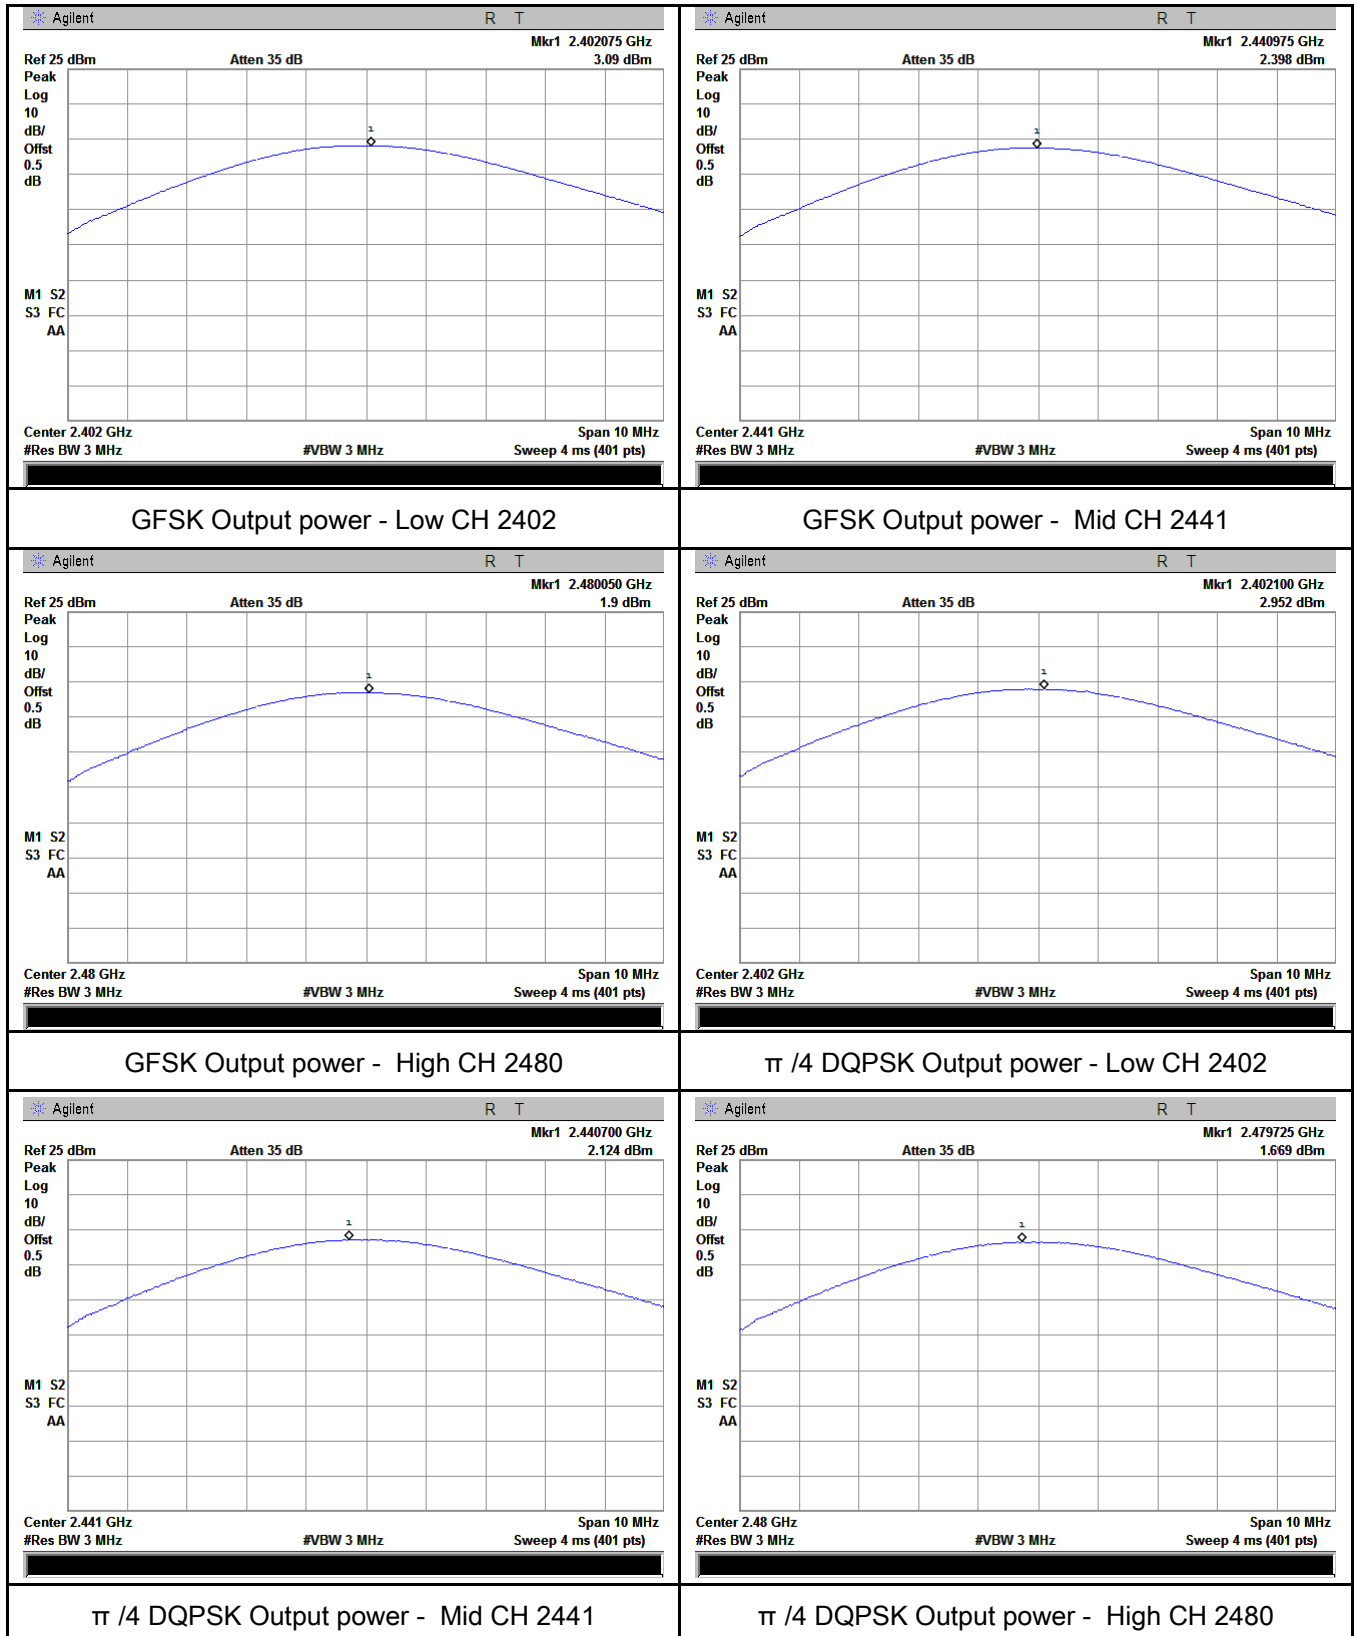 Agilent R T
Mkr1 2.402075 GHz
Ref 25 dBm Atten 35 dB 3.09 dBm
Peak
Log
10
dB/
Offst
0.5
dB
1
M1 S2
S3 FC
AA
Center 2.402 GHz Span 10 MHz
#Res BW 3 MHz #VBW 3 MHz Sweep 4 ms (401 pts)
GFSK Output power - Low CH 2402
Agilent R T
Mkr1 2.440975 GHz
Ref 25 dBm Atten 35 dB 2.398 dBm
Peak
Log
10
dB/
Offst
0.5
dB
1
M1 S2
S3 FC
AA
Center 2.441 GHz Span 10 MHz
#Res BW 3 MHz #VBW 3 MHz Sweep 4 ms (401 pts)
GFSK Output power - Mid CH 2441
Agilent R T
Mkr1 2.480050 GHz
Ref 25 dBm Atten 35 dB 1.9 dBm
Peak
Log
10
dB/
Offst
0.5
dB
1
M1 S2
S3 FC
AA
Center 2.48 GHz Span 10 MHz
#Res BW 3 MHz #VBW 3 MHz Sweep 4 ms (401 pts)
GFSK Output power - High CH 2480
Agilent R T
Mkr1 2.402100 GHz
Ref 25 dBm Atten 35 dB 2.952 dBm
Peak
Log
10
dB/
Offst
0.5
dB
1
M1 S2
S3 FC
AA
Center 2.402 GHz Span 10 MHz
#Res BW 3 MHz #VBW 3 MHz Sweep 4 ms (401 pts)
π /4 DQPSK Output power - Low CH 2402
Agilent R T
Mkr1 2.440700 GHz
Ref 25 dBm Atten 35 dB 2.124 dBm
Peak
Log
10
dB/
Offst
0.5
dB
1
M1 S2
S3 FC
AA
Center 2.441 GHz Span 10 MHz
#Res BW 3 MHz #VBW 3 MHz Sweep 4 ms (401 pts)
π /4 DQPSK Output power - Mid CH 2441
Agilent R T
Mkr1 2.479725 GHz
Ref 25 dBm Atten 35 dB 1.669 dBm
Peak
Log
10
dB/
Offst
0.5
dB
1
M1 S2
S3 FC
AA
Center 2.48 GHz Span 10 MHz
#Res BW 3 MHz #VBW 3 MHz Sweep 4 ms (401 pts)
π /4 DQPSK Output power - High CH 2480